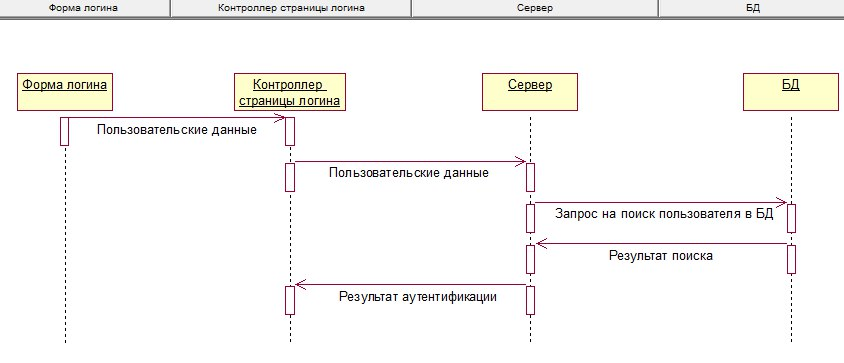 Форма логина
Контроллер страницы логина
Сервер
БД
Форма логина
Контроллер
страницы логина
Сервер
БД
Пользовательские данные
Пользовательские данные
Запрос на поиск пользователя в БД
Результат поиска
Результат аутентификации